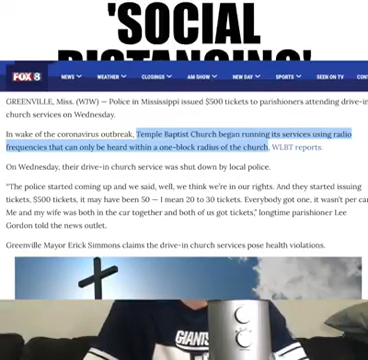 'SOCIAL
DISTANCING'
FOX 8
NEWS WEATHER CLOSINGS AM SHOW NEW DAY SPORTS SEEN ON TV
GREENVILLE, Miss. (WJW) — Police in Mississippi issued $500 tickets to parishioners attending drive-in
church services on Wednesday.
In wake of the coronavirus outbreak, Temple Baptist Church began running its services using radio
frequencies that can only be heard within a one-block radius of the church, WLBT reports.
On Wednesday, their drive-in church service was shut down by local police.
“The police started coming up and we said, well, we think we’re in our rights. And they started issuing
tickets, $500 tickets, it may have been 50 — I mean 20 to 30 tickets. Everybody got one, it wasn’t per car
Me and my wife was both in the car together and both of us got tickets,” longtime parishioner Lee
Gordon told the news outlet.
Greenville Mayor Erick Simmons claims the drive-in church services pose health violations.
GIANTS